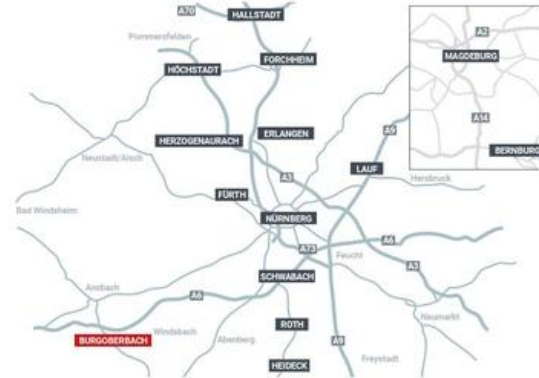 A70
HALLSTADT
Pommersfelden
A2
MAGDEBURG
FORCHHEIM
HÖCHSTADT
A14
A9
ERLANGEN
HERZOGENAURACH
BERNBURG
Neustadt/Aisch
LAUF
A3
Hersbruck
FÜRTH
Bad Windsheim
NÜRNBERG
A6
A73
Feucht
A3
SCHWABACH
Ansbach
A6
Neumarkt
ROTH
Windsbach
Abenberg
BURGOBERBACH
A9
Freystadt
HEIDECK